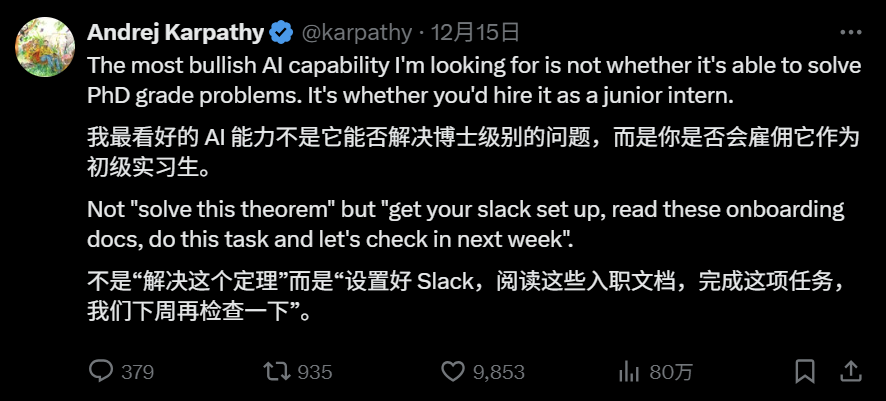 Andrej Karpathy @karpathy · 12月15日
The most bullish AI capability I'm looking for is not whether it's able to solve
PhD grade problems. It's whether you'd hire it as a junior intern.
我最看好的 AI 能力不是它能否解决博士级别的问题，而是你是否会雇佣它作为
初级实习生。
Not "solve this theorem" but "get your slack set up, read these onboarding
docs, do this task and let's check in next week".
不是“解决这个定理”而是“设置好 Slack，阅读这些入职文档，完成这项任务，
我们下周再检查一下”。
379 935 9,853 80万